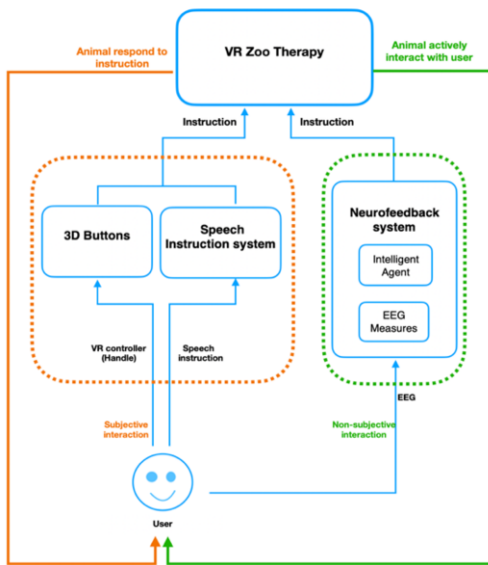 Animal respond to
instruction
VR Zoo Therapy
Animal actively
interact with user
Instruction
Instruction
3D Buttons
Speech
Instruction system
Neurofeedback
system
Intelligent
Agent
EEG
Measures
VR controller
(Handle)
Speech
instruction
EEG
Subjective
interaction
Non-subjective
interaction
User